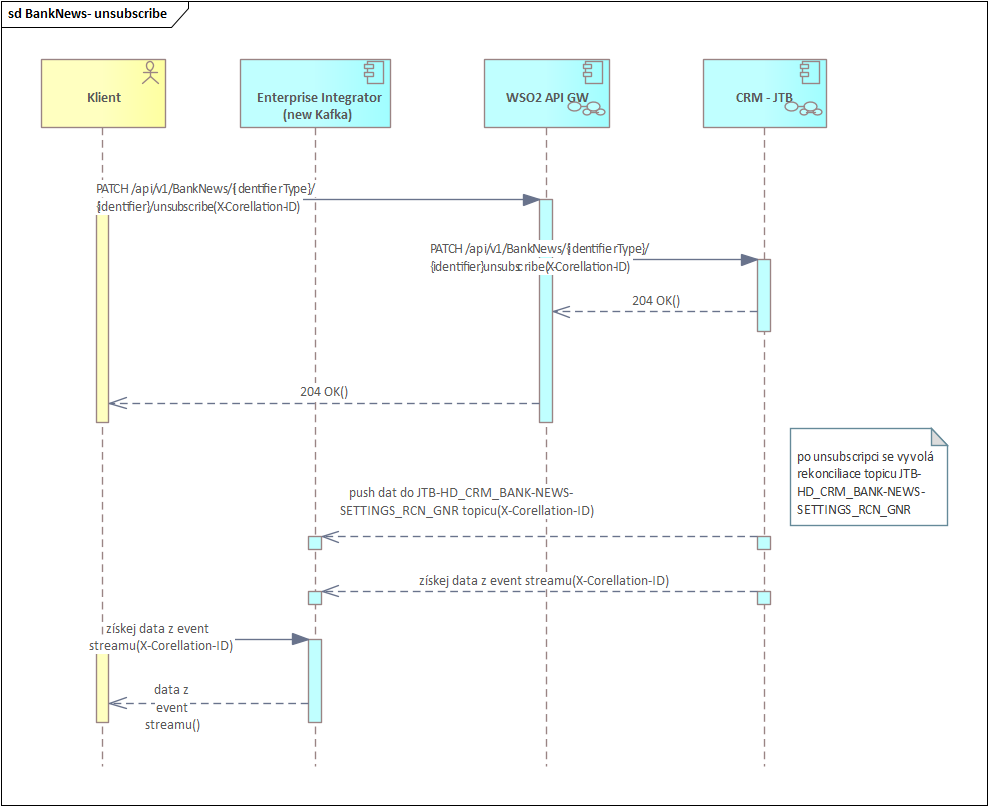 sd BankNews- unsubscribe
Klient
Enterprise Integrator
(new Kafka)
WSO2 API GW
CRM - JTB
PATCH /api/v1/BankNews/{identifierType}/
{identifier}/unsubscribe(X-Corellation-ID)
PATCH /api/v1/BankNews/{identifierType}/
{identifier}unsubscribe(X-Corellation-ID)
204 OK()
204 OK()
po unsubscripci se vyvolá
rekonciliace topicu JTB-
HD_CRM_BANK-NEWS-
SETTINGS_RCN_GNR
push dat do JTB-HD_CRM_BANK-NEWS-
SETTINGS_RCN_GNR topicu(X-Corellation-ID)
získej data z event streamu(X-Corellation-ID)
získej data z event
streamu(X-Corellation-ID)
data z
event
streamu()